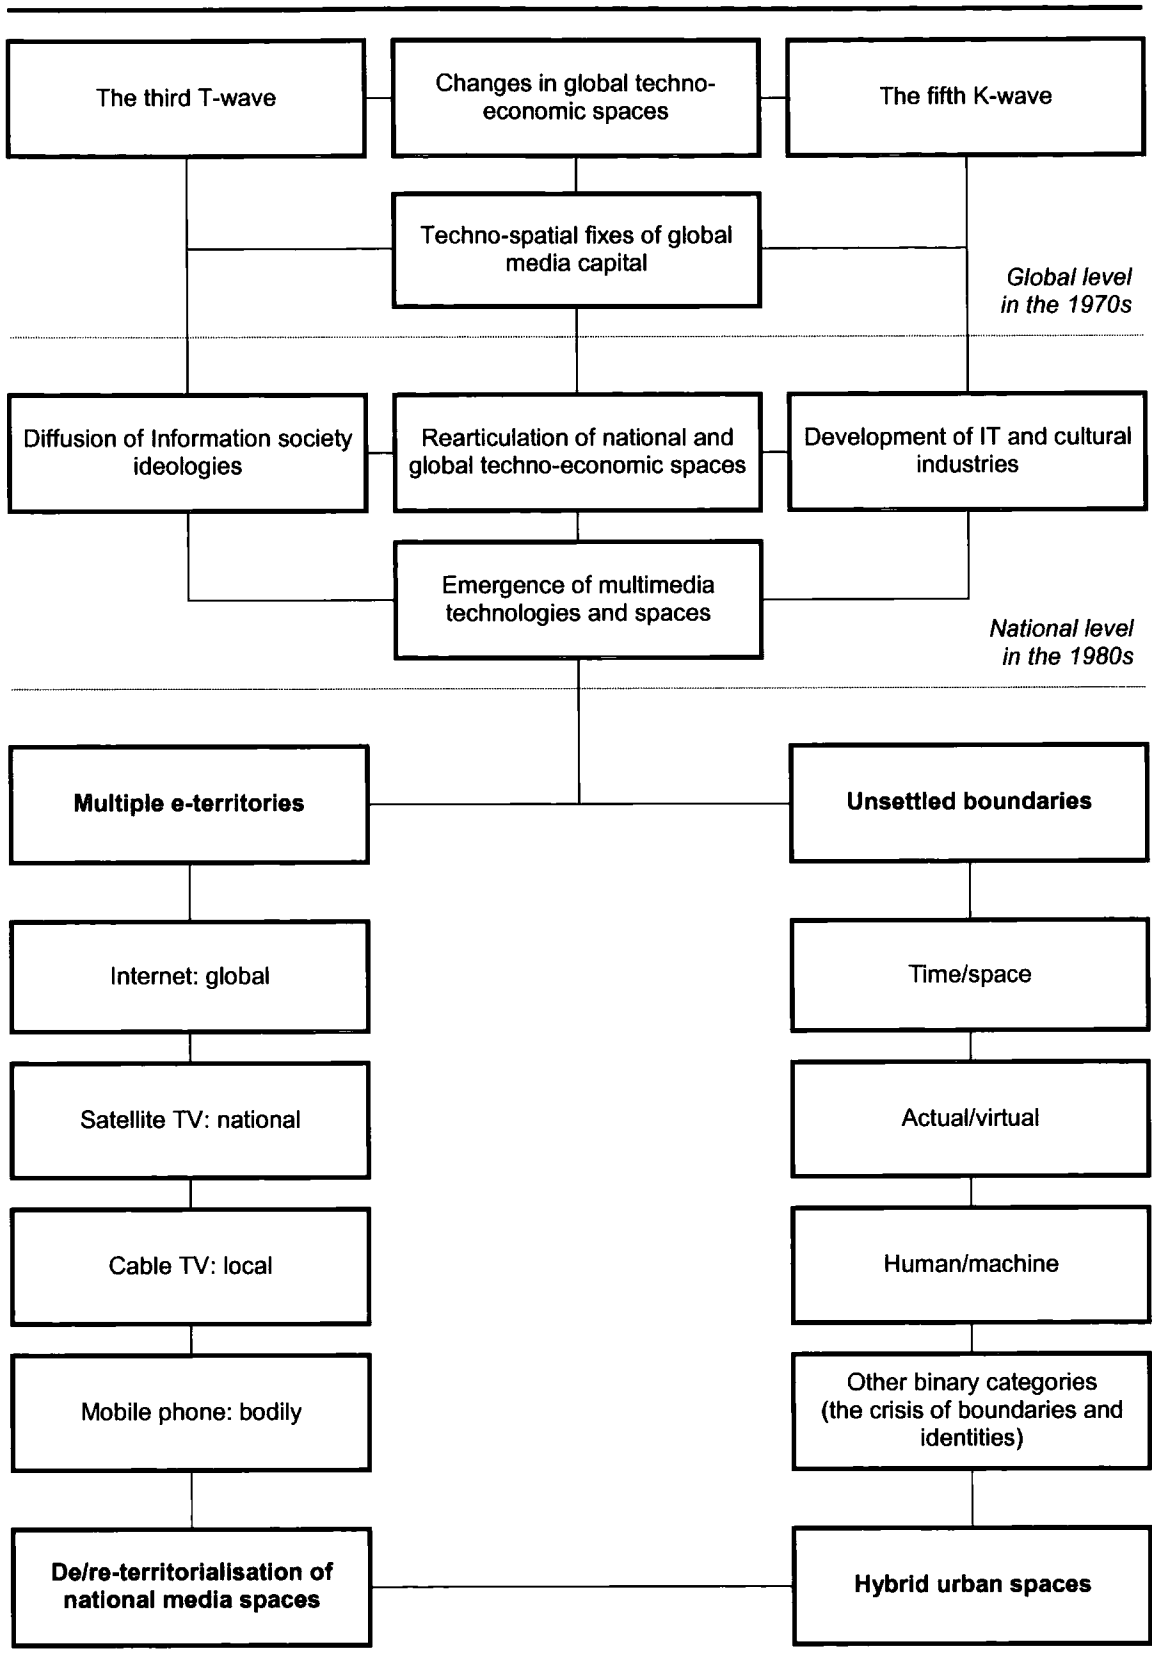 The third T-wave
Changes in global techno-
economic spaces
The fifth K-wave
Techno-spatial fixes of global
media capital
Global level
in the 1970s
Diffusion of Information society
ideologies
Rearticulation of national and
global techno-economic spaces
Development of IT and cultural
industries
Emergence of multimedia
technologies and spaces
National level
in the 1980s
Multiple e-territories
Unsettled boundaries
Internet: global
Time/space
Satellite TV: national
Actual/virtual
Cable TV: local
Human/machine
Mobile phone: bodily
Other binary categories
(the crisis of boundaries and
identities)
De/re-territorialisation of
national media spaces
Hybrid urban spaces